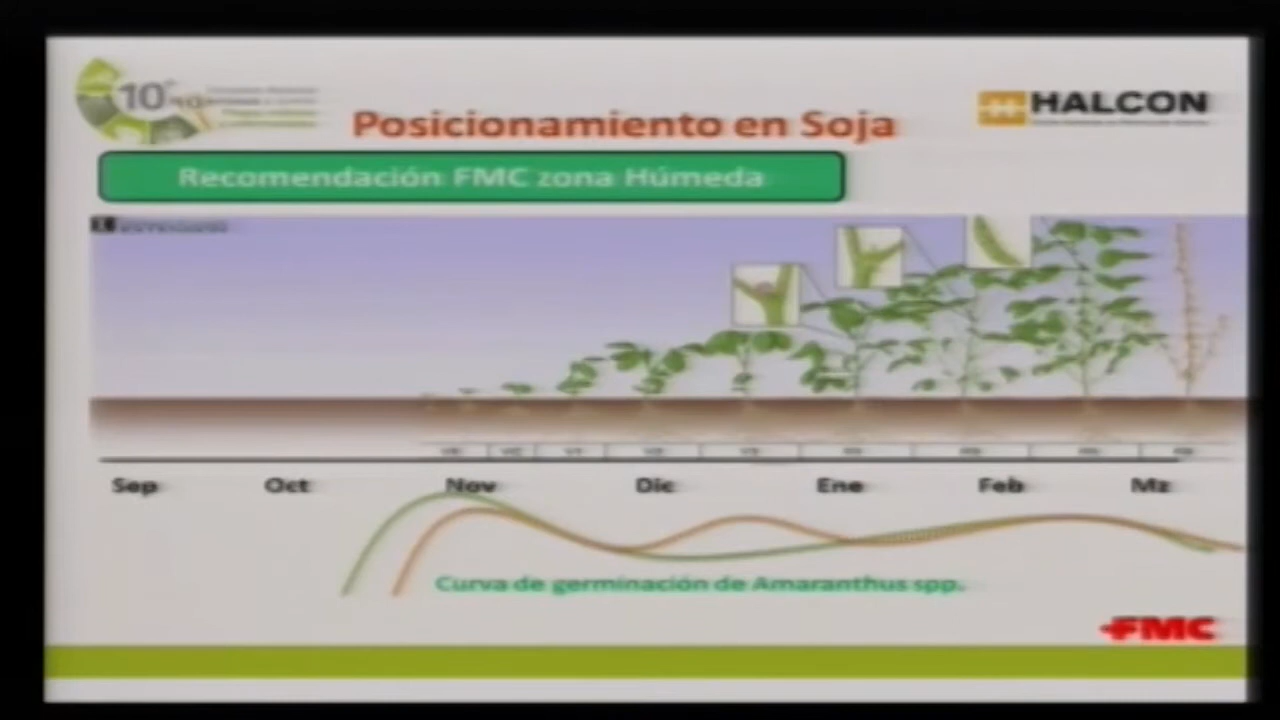 10°
HALCON
Posicionamiento en Soja
Recomendación FMC zona Húmeda
Sep Oct Nov Dic Ene Feb Mz
Curva de germinación de Amaranthus spp.
FMC